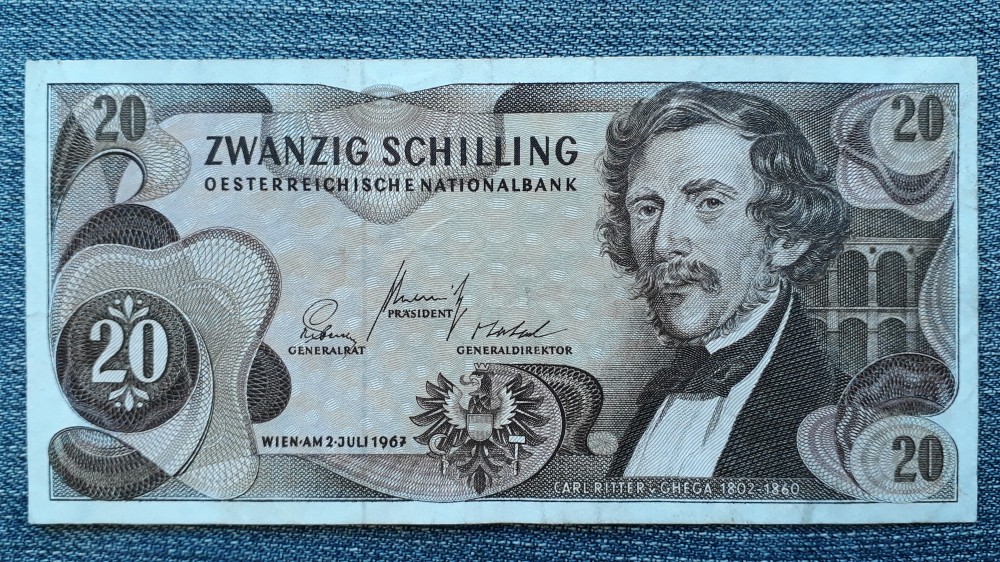 20
20
ZWANZIG SCHILLING
OESTERREICHISCHE NATIONALBANK
PRÄSIDENT
GENERALRAT
GENERALDIREKTOR
20
WIEN·AM 2·JULI 1967
20
CARL RITTER v. GHEGA 1802-1860